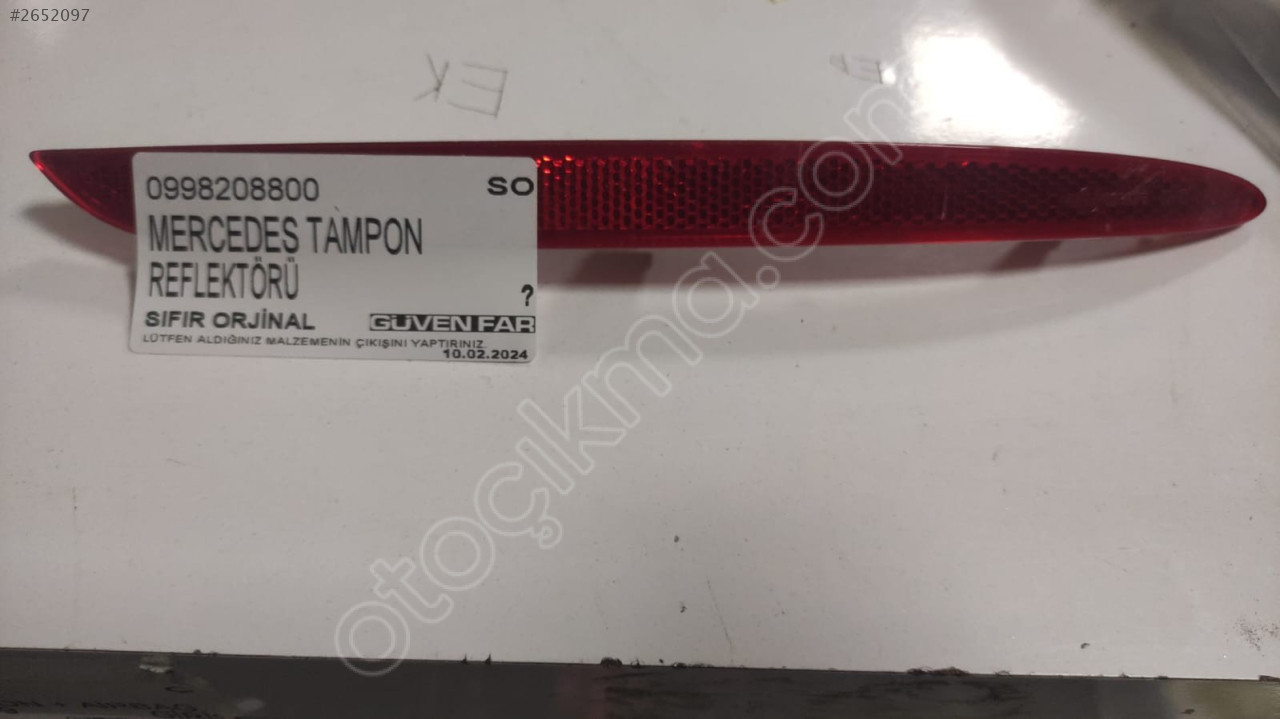 #2652097
EK
0998208800
SO
MERCEDES TAMPON
REFLEKTÖRÜ
?
SIFIR ORJİNAL
GÜVEN FAR
LÜTFEN ALDIĞINIZ MALZEMENİN ÇIKIŞINI YAPTIRINIZ.
10.02.2024
otoçıkma.com